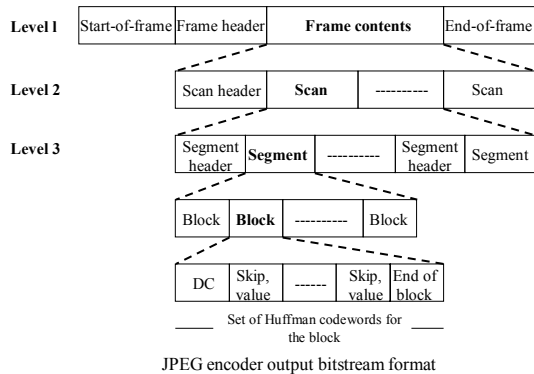 Level 1 Start-of-frame Frame header Frame contents End-of-frame
Level 2 Scan header Scan ---------- Scan
Level 3 Segment header Segment ---------- Segment header Segment
Block Block ---------- Block
DC Skip, value ------ Skip, value End of block
Set of Huffman codewords for
the block
JPEG encoder output bitstream format